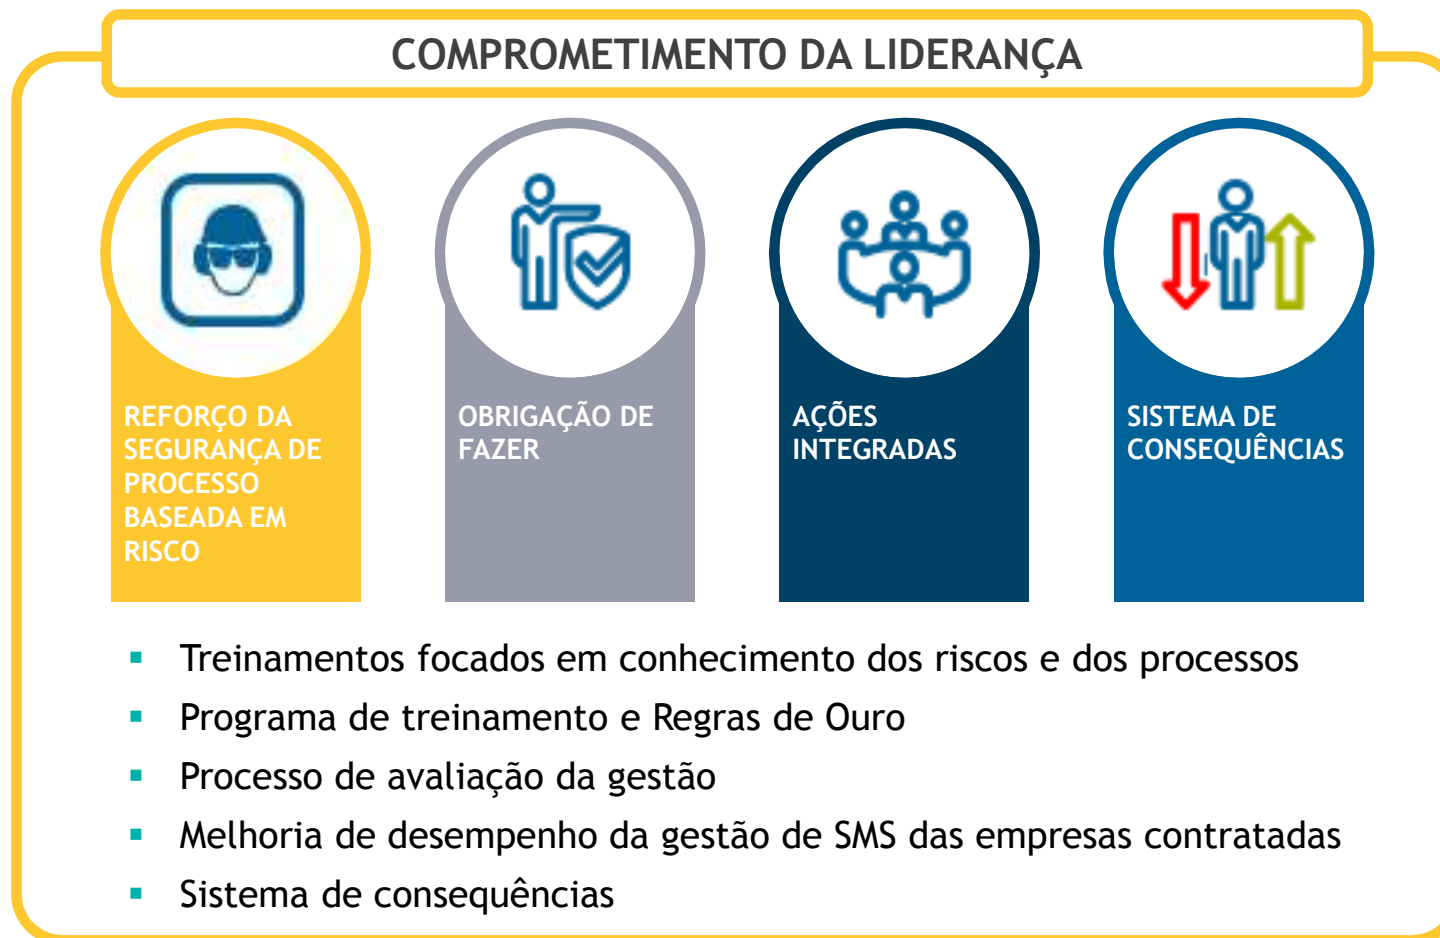 COMPROMETIMENTO DA LIDERANÇA
REFORÇO DA
SEGURANÇA DE
PROCESSO
BASEADA EM
RISCO
OBRIGAÇÃO DE
FAZER
AÇÕES
INTEGRADAS
SISTEMA DE
CONSEQUÊNCIAS
▪ Treinamentos focados em conhecimento dos riscos e dos processos
▪ Programa de treinamento e Regras de Ouro
▪ Processo de avaliação da gestão
▪ Melhoria de desempenho da gestão de SMS das empresas contratadas
▪ Sistema de consequências